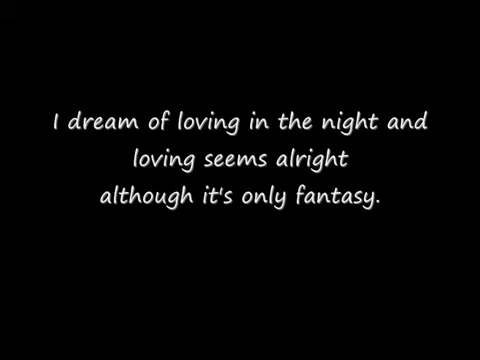 I dream of loving in the night and
loving seems alright
although it's only fantasy.